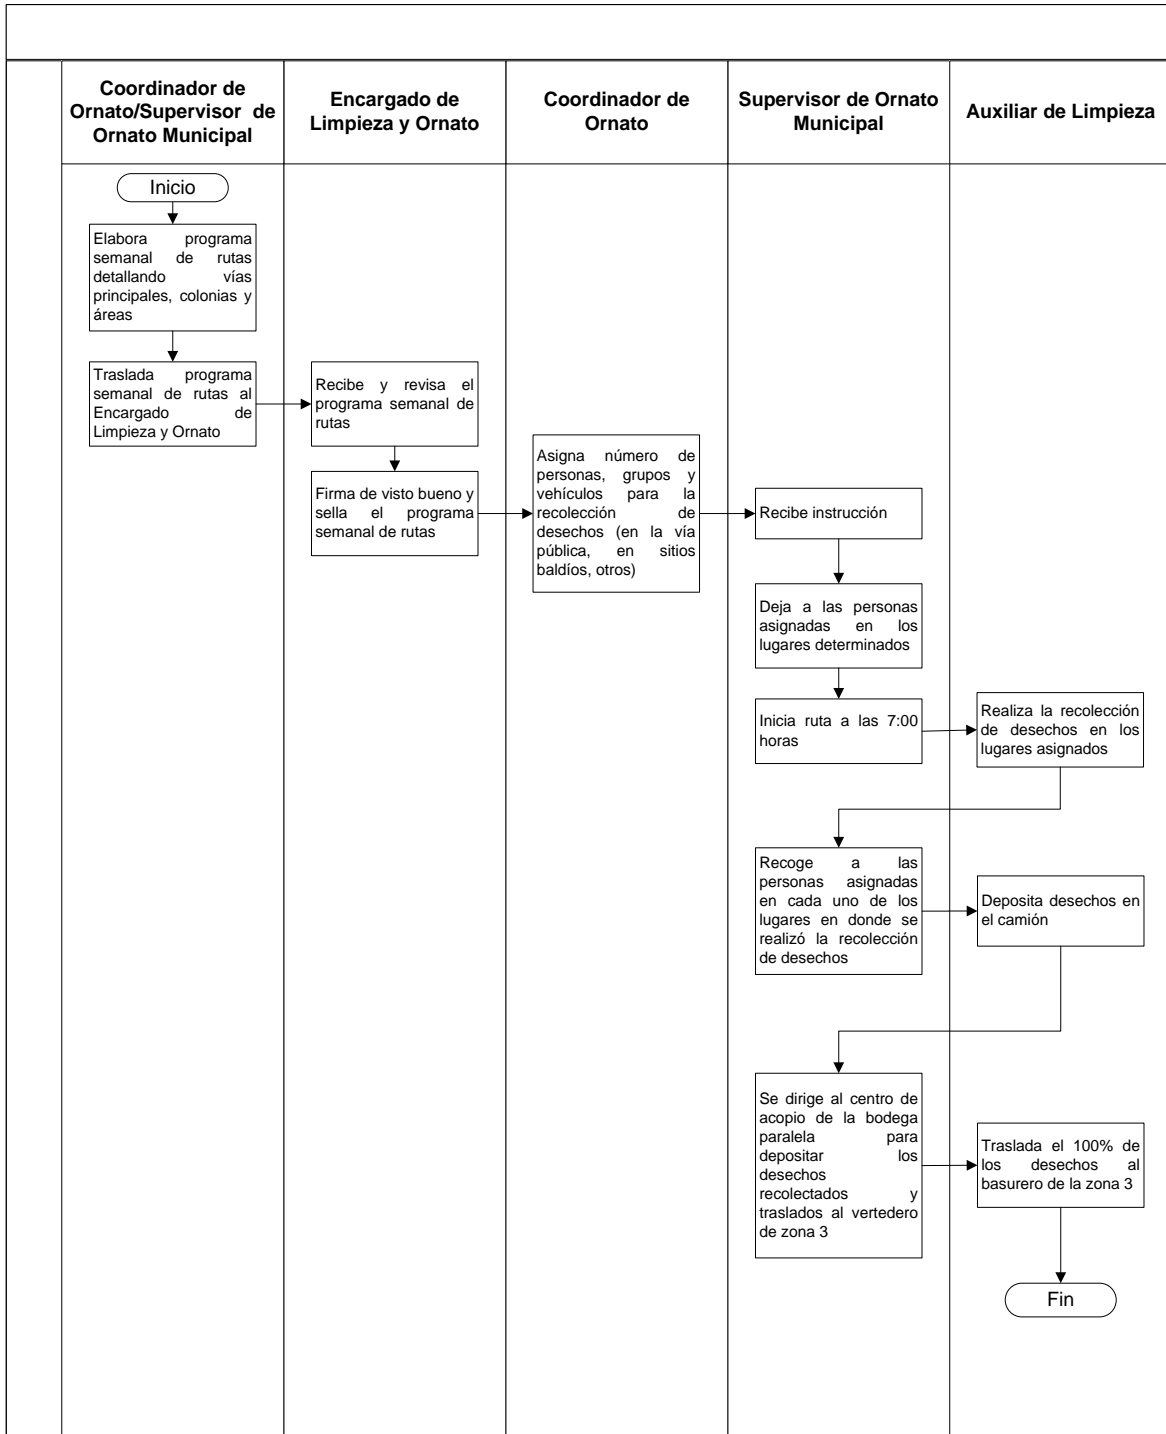 Coordinador de
Ornato/Supervisor de
Ornato Municipal
Encargado de
Limpieza y Ornato
Coordinador de
Ornato
Supervisor de Ornato
Municipal
Auxiliar de Limpieza
Inicio
Elabora programa
semanal de rutas
detallando vías
principales, colonias y
áreas
Traslada programa
semanal de rutas al
Encargado de
Limpieza y Ornato
Recibe y revisa el
programa semanal de
rutas
Firma de visto bueno y
sella el programa
semanal de rutas
Asigna número de
personas, grupos y
vehículos para la
recolección de
desechos (en la vía
pública, en sitios
baldíos, otros)
Recibe instrucción
Deja a las personas
asignadas en los
lugares determinados
Inicia ruta a las 7:00
horas
Realiza la recolección
de desechos en los
lugares asignados
Recoge a las
personas asignadas
en cada uno de los
lugares en donde se
realizó la recolección
de desechos
Deposita desechos en
el camión
Se dirige al centro de
acopio de la bodega
paralela para
depositar los
desechos
recolectados y
traslados al vertedero
de zona 3
Traslada el 100% de
los desechos al
basurero de la zona 3
Fin